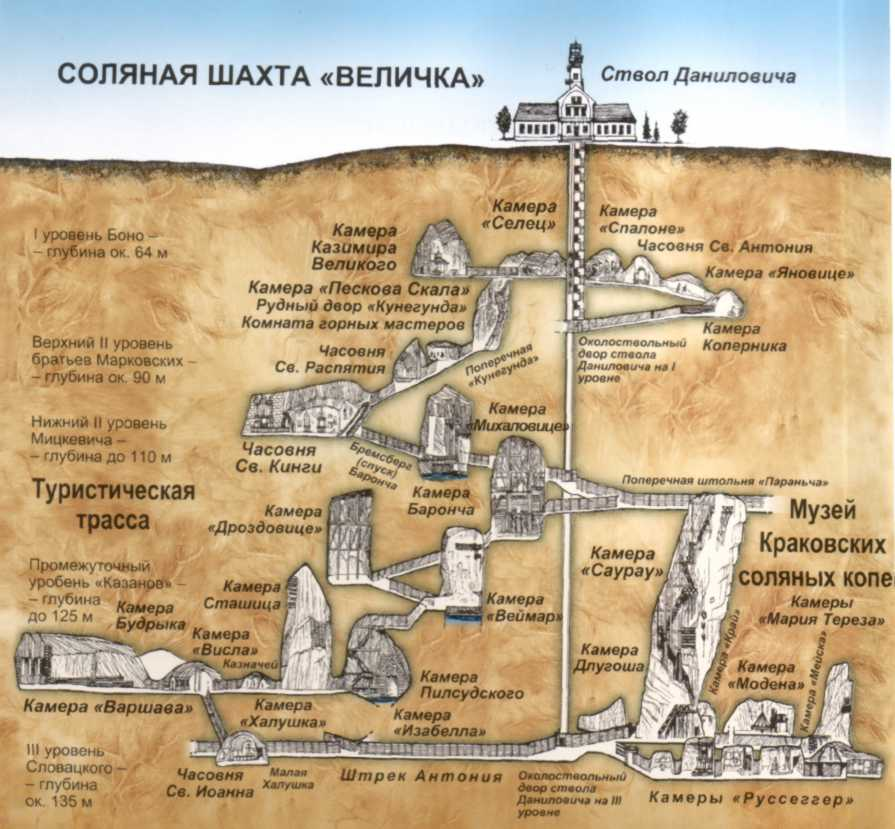 СОЛЯНАЯ ШАХТА «ВЕЛИЧКА»
Ствол Даниловича
I уровень Боно –
– глубина ок. 64 м
Камера
Казимира
Великого
Камера
«Селец»
Камера
«Спалоне»
Часовня Св. Антония
Камера «Яновице»
Камера «Пескова Скала»
Рудный двор «Кунегунда»
Комната горных мастеров
Камера
Коперника
Околоствольный
двор ствола
Даниловича на I
уровне
Верхний II уровень
братьев Марковских –
– глубина ок. 90 м
Часовня
Св. Распятия
Поперечная
«Кунегунда»
Нижний II уровень
Мицкевича –
– глубина до 110 м
Камера
«Михаловице»
Часовня
Св. Кинги
Бремсберг
(спуск)
Баронча
Камера
Баронча
Поперечная штольня «Параньча»
Туристическая
трасса
Музей
Краковских
соляных копе
Камера
«Дроздовице»
Камера
«Саурау»
Промежуточный
уробень «Казанов» –
– глубина
до 125 м
Камера
Сташица
Камера
«Веймар»
Камеры
«Мария Тереза»
Камера
Будрыка
Камера
«Висла»
Казначей
Камера
Длугоша
Камера «Край»
Камера
«Модена»
Камера «Мейска»
Камера
Пилсудского
Камера «Варшава»
Камера
«Халушка»
Камера
«Изабелла»
III уровень
Словацкого –
– глубина
ок. 135 м
Часовня
Св. Иоанна
Малая
Халушка
Штрек Антония
Околоствольный
двор ствола
Даниловича на III
уровне
Камеры «Руссеггер»